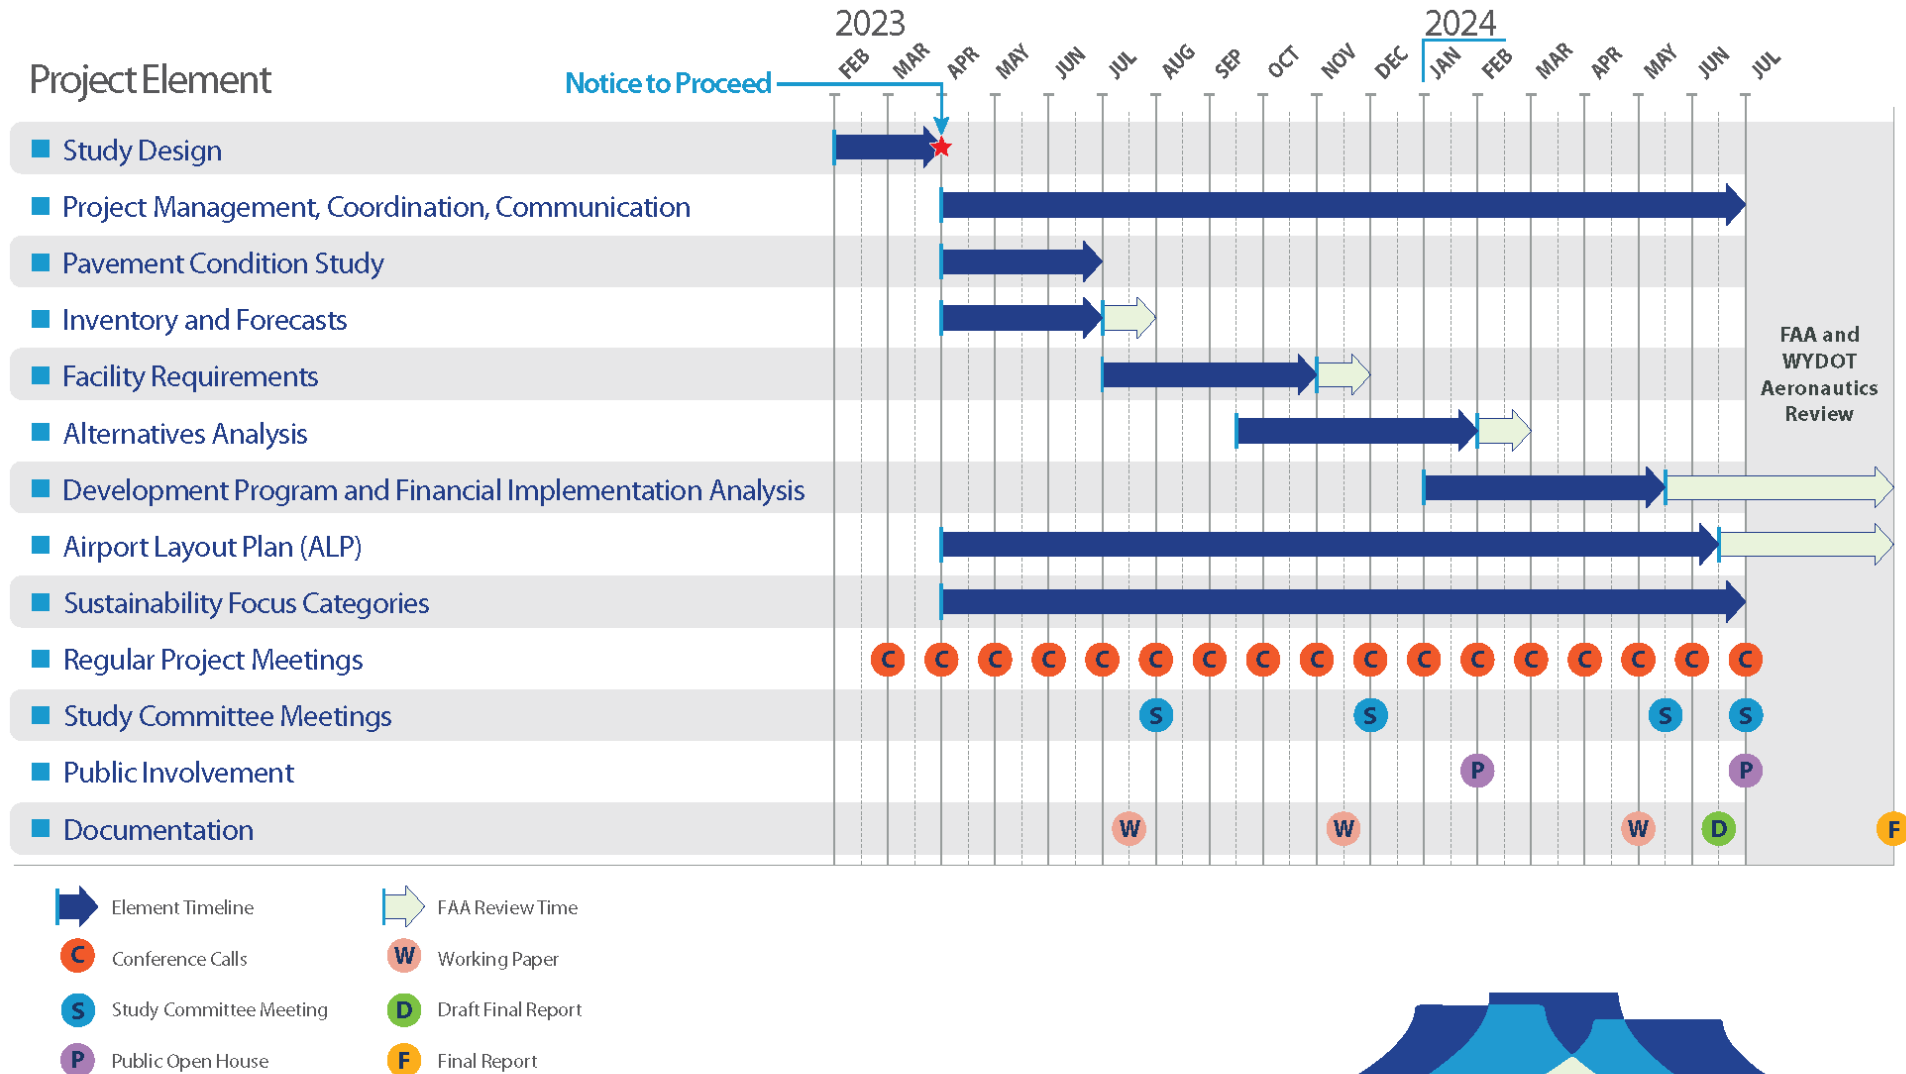 2023
2024
FEB MAR APR MAY JUN JUL AUG SEP OCT NOV DEC JAN FEB MAR APR MAY JUN JUL
Project Element
Notice to Proceed
Study Design
Project Management, Coordination, Communication
Pavement Condition Study
Inventory and Forecasts
Facility Requirements
Alternatives Analysis
Development Program and Financial Implementation Analysis
Airport Layout Plan (ALP)
Sustainability Focus Categories
FAA and
WYDOT
Aeronautics
Review
Regular Project Meetings
C C C C C C C C C C C C C C C C C
Study Committee Meetings
S S S S
Public Involvement
P P
Documentation
W W W D F
Element Timeline
FAA Review Time
C Conference Calls
W Working Paper
S Study Committee Meeting
D Draft Final Report
P Public Open House
F Final Report